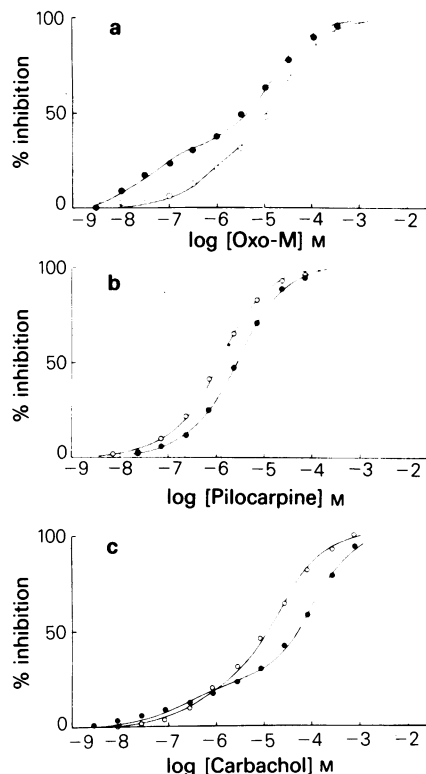 a
% inhibition
100
50
0
-9 -8 -7 -6 -5 -4 -3 -2
log [Oxo-M] M
b
% inhibition
100
50
0
-9 -8 -7 -6 -5 -4 -3 -2
log [Pilocarpine] M
c
% inhibition
100
50
0
-9 -8 -7 -6 -5 -4 -3 -2
log [Carbachol] M